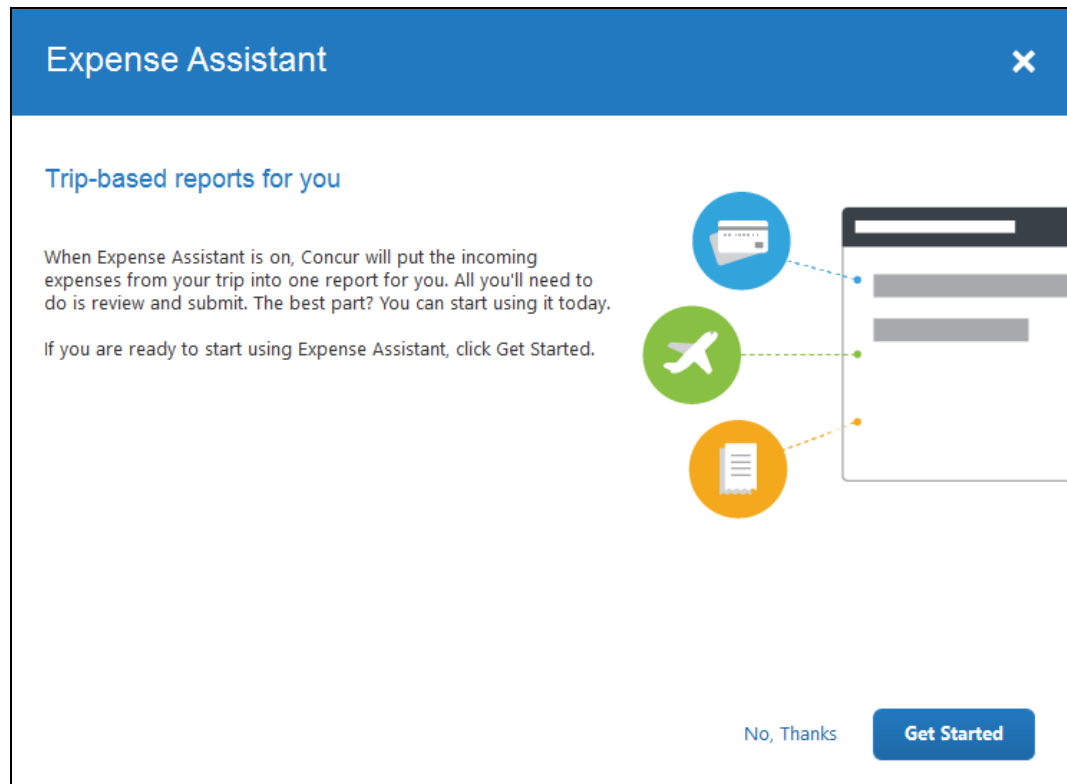 Expense Assistant
Trip-based reports for you
When Expense Assistant is on, Concur will put the incoming
expenses from your trip into one report for you. All you'll need to
do is review and submit. The best part? You can start using it today.
If you are ready to start using Expense Assistant, click Get Started.
No, Thanks
Get Started